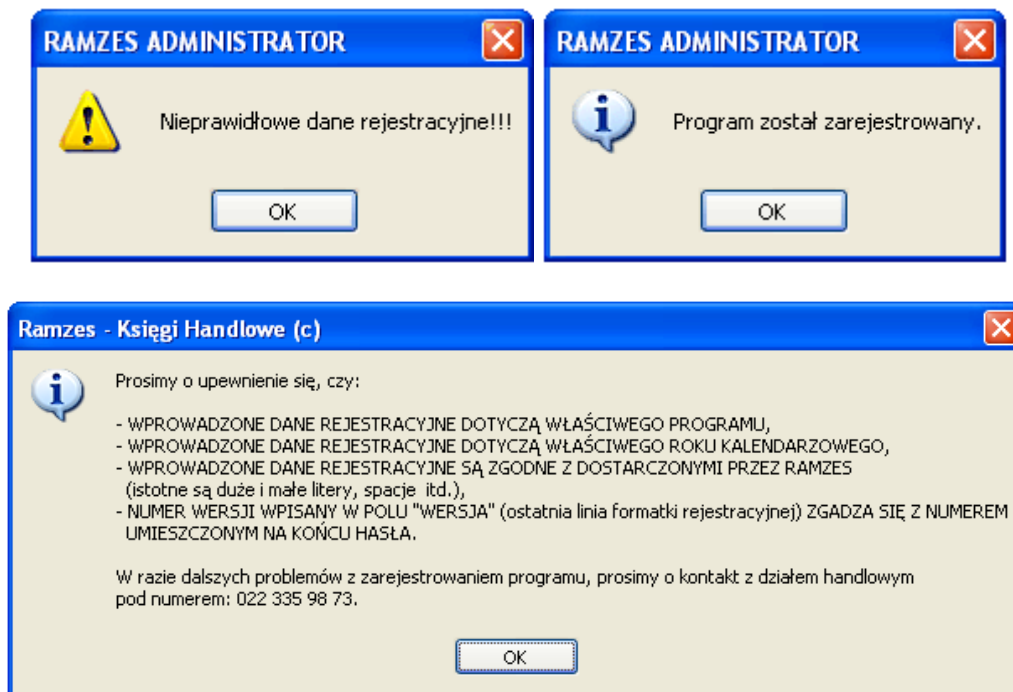 RAMZES ADMINISTRATOR
Nieprawidłowe dane rejestracyjne!!!
OK
RAMZES ADMINISTRATOR
Program został zarejestrowany.
OK
Ramzes - Księgi Handlowe (c)
Prosimy o upewnienie się, czy:
- WPROWADZONE DANE REJESTRACYJNE DOTYCZĄ WŁAŚCIWEGO PROGRAMU,
- WPROWADZONE DANE REJESTRACYJNE DOTYCZĄ WŁAŚCIWEGO ROKU KALENDARZOWEGO,
- WPROWADZONE DANE REJESTRACYJNE SĄ ZGODNE Z DOSTARCZONYMI PRZEZ RAMZES
(istotne są duże i małe litery, spacje itd.),
- NUMER WERSJI WPISANY W POLU "WERSJA" (ostatnia linia formatki rejestracyjnej) ZGADZA SIĘ Z NUMEREM
UMIESZCZONYM NA KOŃCU HASŁA.
W razie dalszych problemów z zarejestrowaniem programu, prosimy o kontakt z działem handlowym
pod numerem: 022 335 98 73.
OK